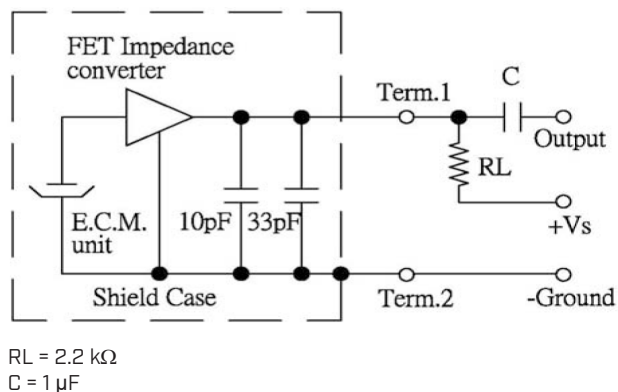 FET Impedance
converter
Term.1
C
Output
RL
+Vs
E.C.M.
unit
10pF 33pF
Shield Case
Term.2
-Ground
RL = 2.2 kΩ
C = 1 µF